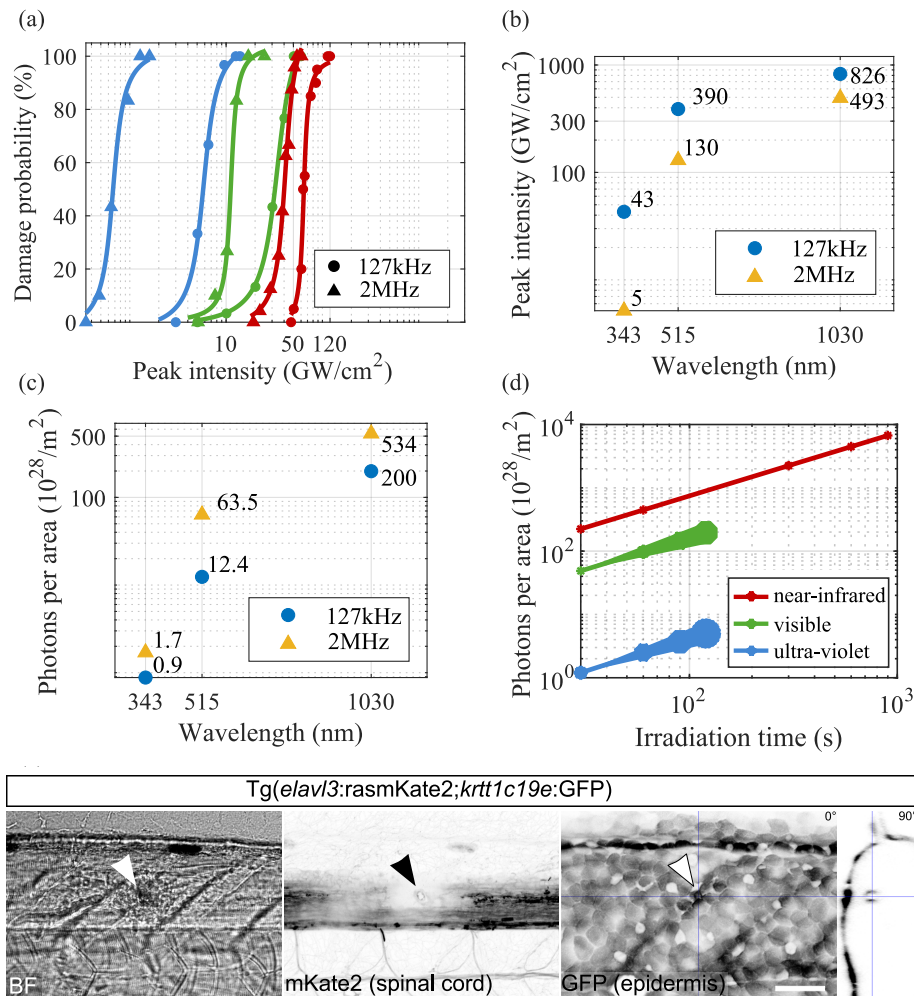 (a)
Damage probability (%)
100
80
60
40
20
0
127kHz
2MHz
10
50
120
Peak intensity (GW/cm²)
(b)
Peak intensity (GW/cm²)
1000
300
100
826
493
390
130
43
5
127kHz
2MHz
343
515
1030
Wavelength (nm)
(c)
Photons per area (10²⁸/m²)
500
100
534
200
63.5
12.4
1.7
0.9
127kHz
2MHz
343
515
1030
Wavelength (nm)
(d)
Photons per area (10²⁸/m²)
10⁴
10²
10⁰
near-infrared
visible
ultra-violet
10²
10³
Irradiation time (s)
Tg(elavl3:rasmKate2;krtt1c19e:GFP)
0°
90°
BF
mKate2 (spinal cord)
GFP (epidermis)